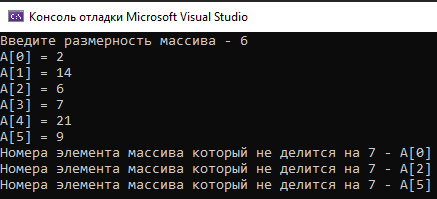 Консоль отладки Microsoft Visual Studio
Введите размерность массива - 6
A[0] = 2
A[1] = 14
A[2] = 6
A[3] = 7
A[4] = 21
A[5] = 9
Номера элемента массива который не делится на 7 - A[0]
Номера элемента массива который не делится на 7 - A[2]
Номера элемента массива который не делится на 7 - A[5]